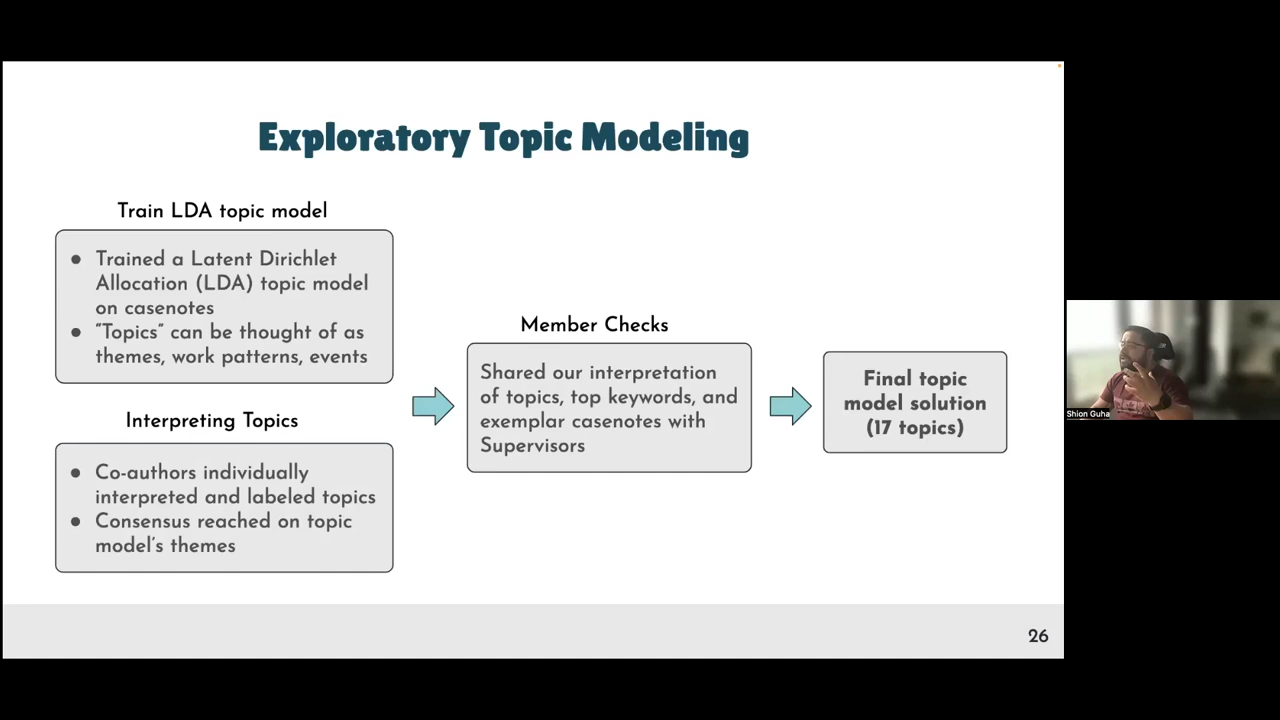 Exploratory Topic Modeling
Train LDA topic model
● Trained a Latent Dirichlet
Allocation (LDA) topic model
on casenotes
● “Topics” can be thought of as
themes, work patterns, events
Interpreting Topics
● Co-authors individually
interpreted and labeled topics
● Consensus reached on topic
model’s themes
Member Checks
Shared our interpretation
of topics, top keywords, and
exemplar casenotes with
Supervisors
Final topic
model solution
(17 topics)
26
Shion Guha